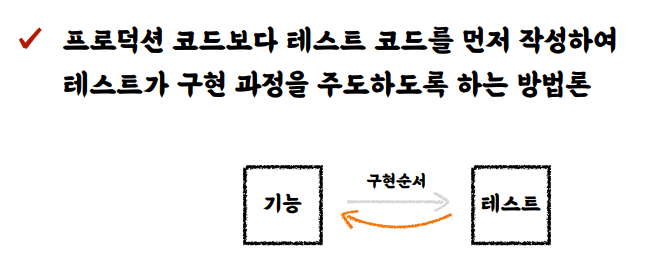 프로덕션 코드보다 테스트 코드를 먼저 작성하여
테스트가 구현 과정을 주도하도록 하는 방법론
구현순서
기능
테스트